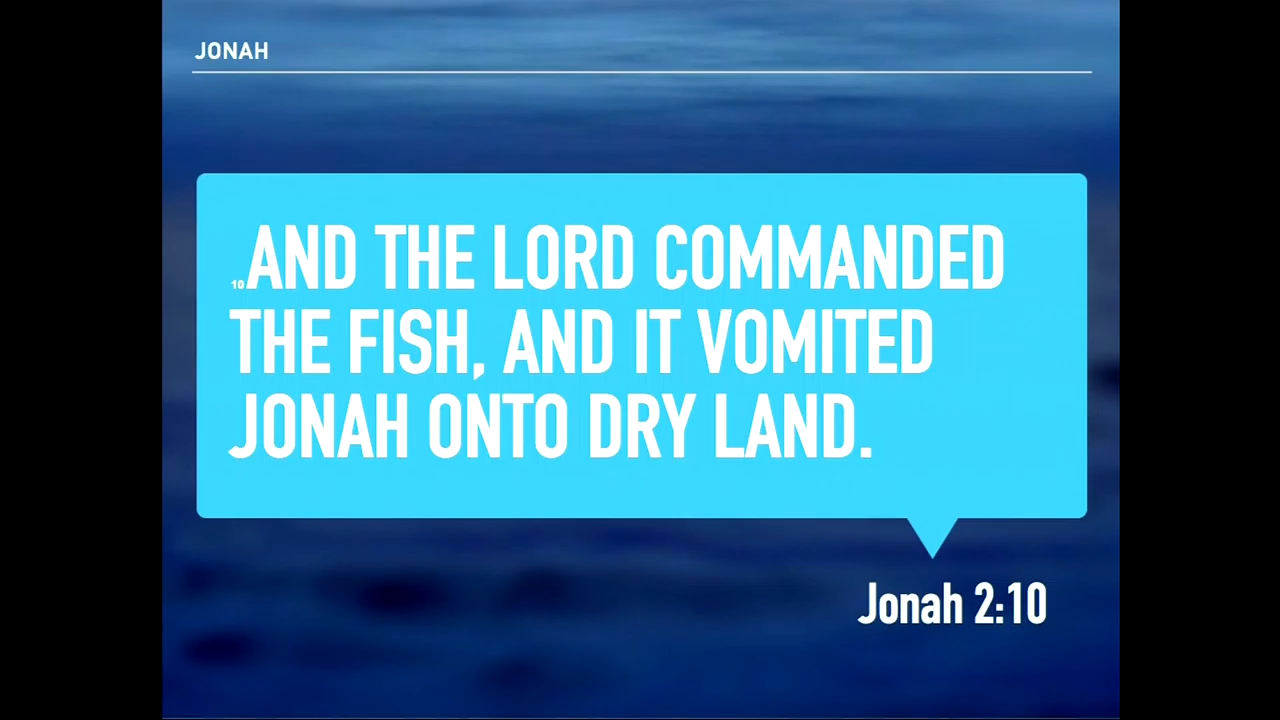 JONAH
10AND THE LORD COMMANDED
THE FISH, AND IT VOMITED
JONAH ONTO DRY LAND.
Jonah 2:10